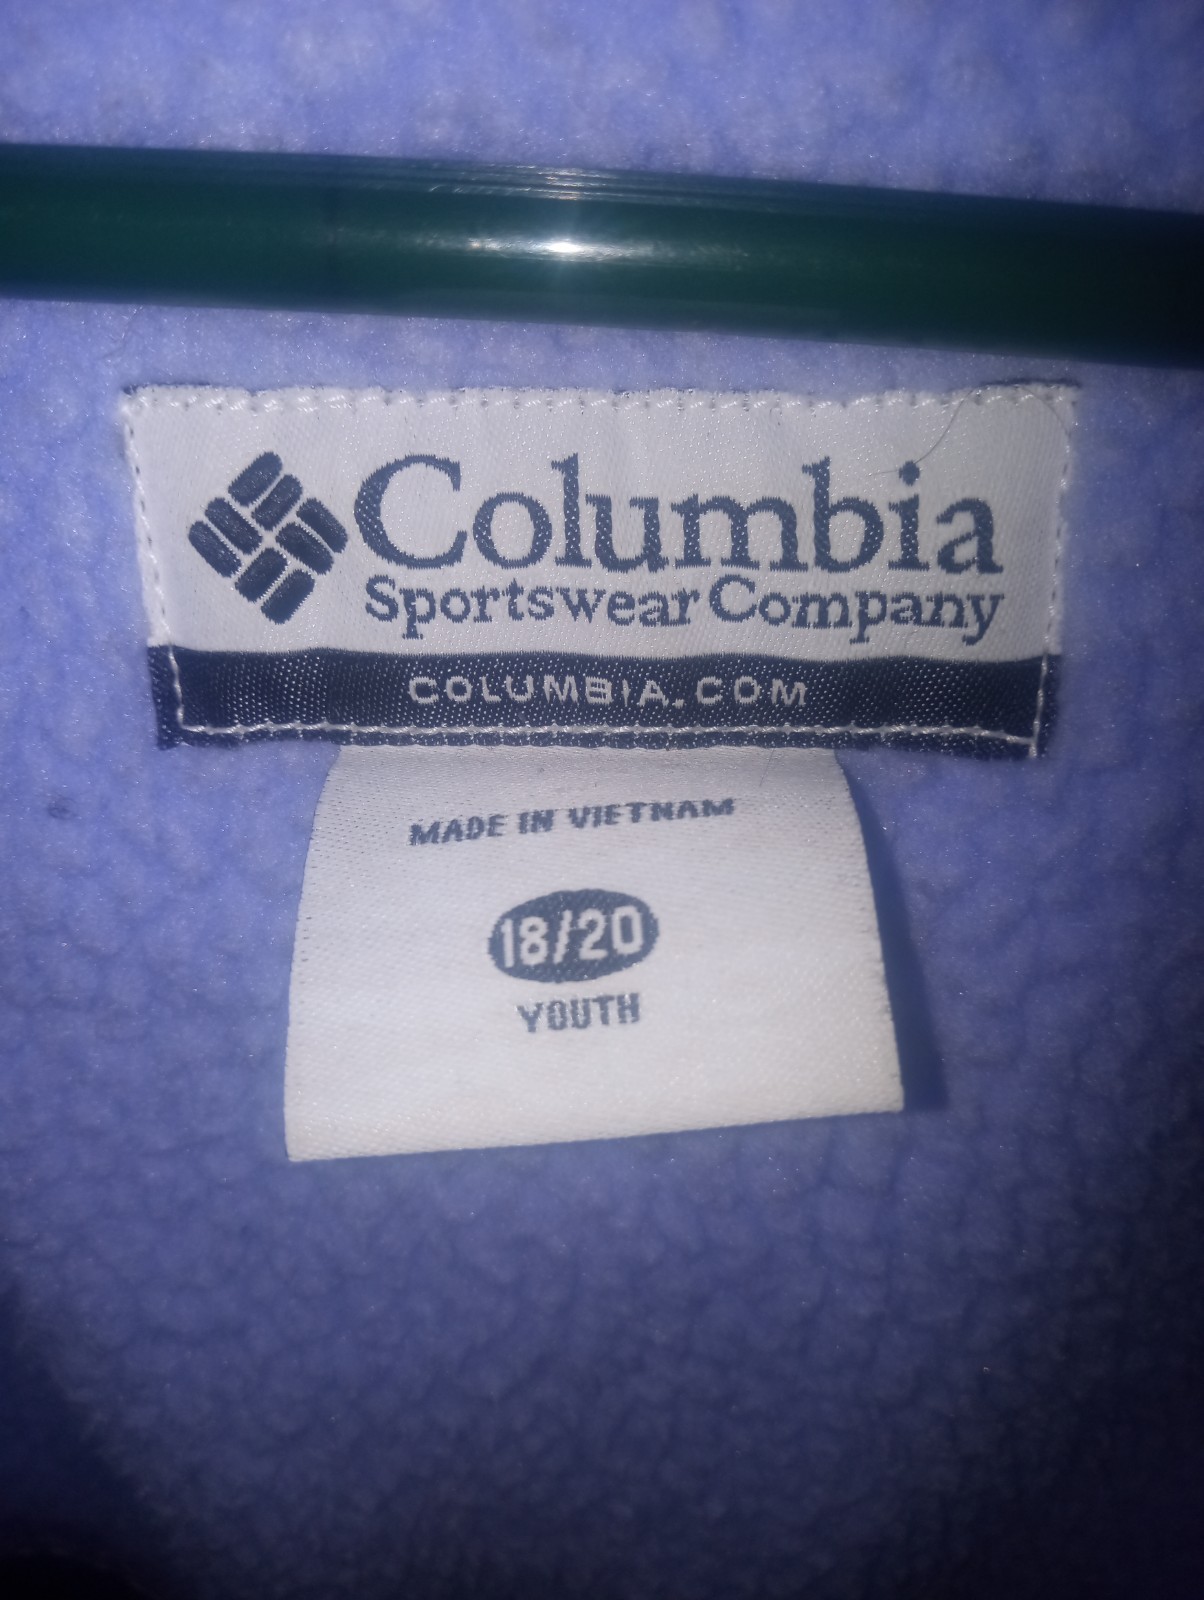 Columbia
Sportswear Company
COLUMBIA.COM
MADE IN VIETNAM
18/20
YOUTH